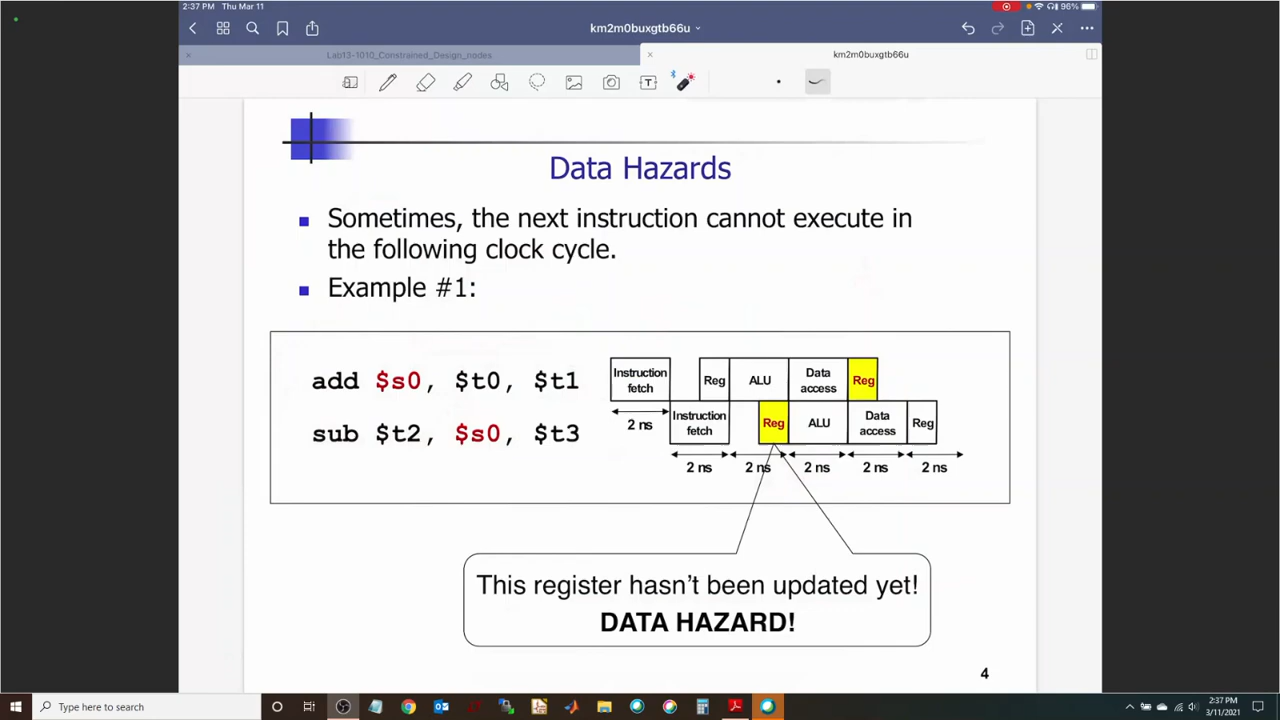 2:37 PM Thu Mar 11
96%
km2m0buxgtb66u
Lab13-1010_Constrained_Design_nodes
km2m0buxgtb66u
Data Hazards
Sometimes, the next instruction cannot execute in
the following clock cycle.
Example #1:
add $s0, $t0, $t1
sub $t2, $s0, $t3
Instruction
fetch
Reg
ALU
Data
access
Reg
2 ns
Instruction
fetch
Reg
ALU
Data
access
Reg
2 ns
2 ns
2 ns
2 ns
2 ns
This register hasn't been updated yet!
DATA HAZARD!
4
Type here to search
2:37 PM
3/11/2021